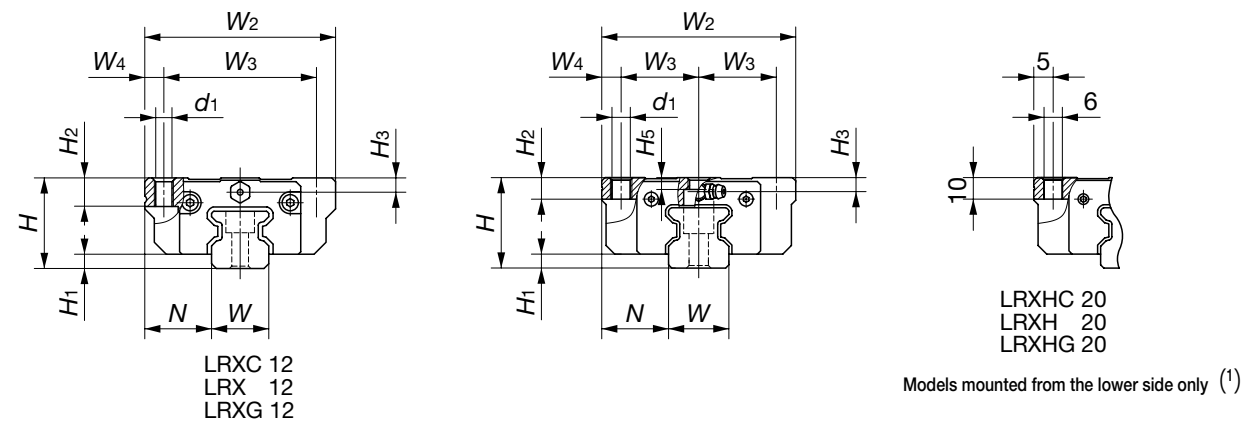 W2
W4 W3
d1
H2
H3
H
H1
N W
LRXC 12
LRX 12
LRXG 12
W2
W4 W3 W3
d1
H2
H5
H3
H
H1
N W
5
6
10
LRXHC 20
LRXH 20
LRXHG 20
Models mounted from the lower side only (1)